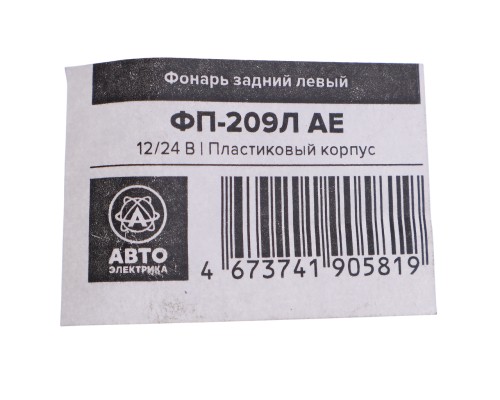 Фонарь задний левый
ФП-209Л АЕ
12/24 В | Пластиковый корпус
АВТО
ЭЛЕКТРИКА
4 673741 905819